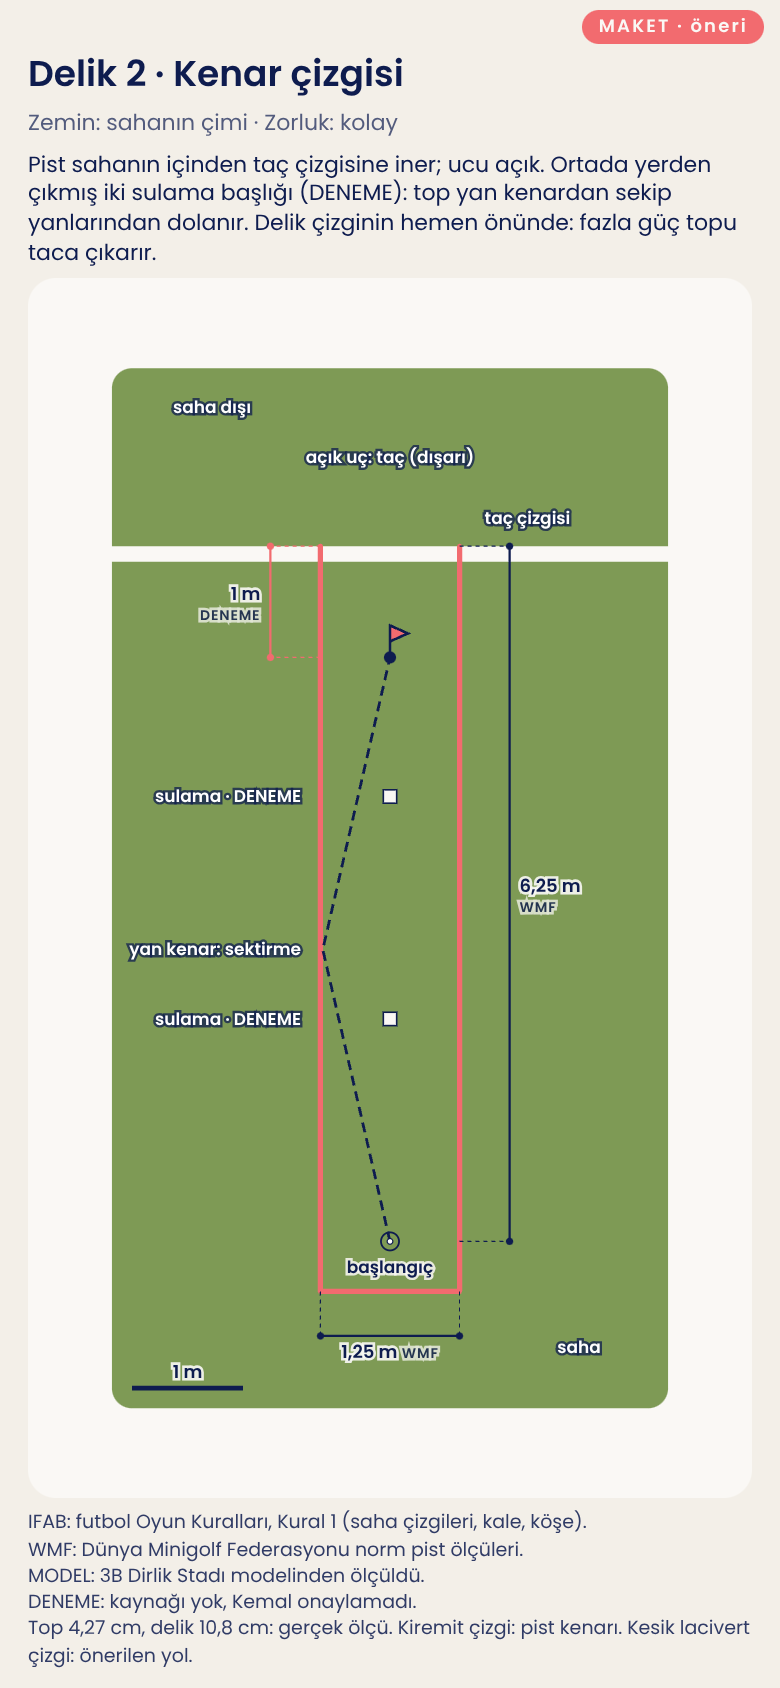 MAKET · öneri
Delik 2 · Kenar çizgisi
Zemin: sahanın çimi · Zorluk: kolay
Pist sahanın içinden taç çizgisine iner; ucu açık. Ortada yerden
çıkmış iki sulama başlığı (DENEME): top yan kenardan sekip
yanlarından dolanır. Delik çizginin hemen önünde: fazla güç topu
taca çıkarır.
saha dışı
açık uç: taç (dışarı)
taç çizgisi
1 m
DENEME
sulama · DENEME
6,25 m
WMF
yan kenar: sektirme
sulama · DENEME
başlangıç
1,25 m WMF
saha
1 m
IFAB: futbol Oyun Kuralları, Kural 1 (saha çizgileri, kale, köşe).
WMF: Dünya Minigolf Federasyonu norm pist ölçüleri.
MODEL: 3B Dirlik Stadı modelinden ölçüldü.
DENEME: kaynağı yok, Kemal onaylamadı.
Top 4,27 cm, delik 10,8 cm: gerçek ölçü. Kiremit çizgi: pist kenarı. Kesik lacivert
çizgi: önerilen yol.